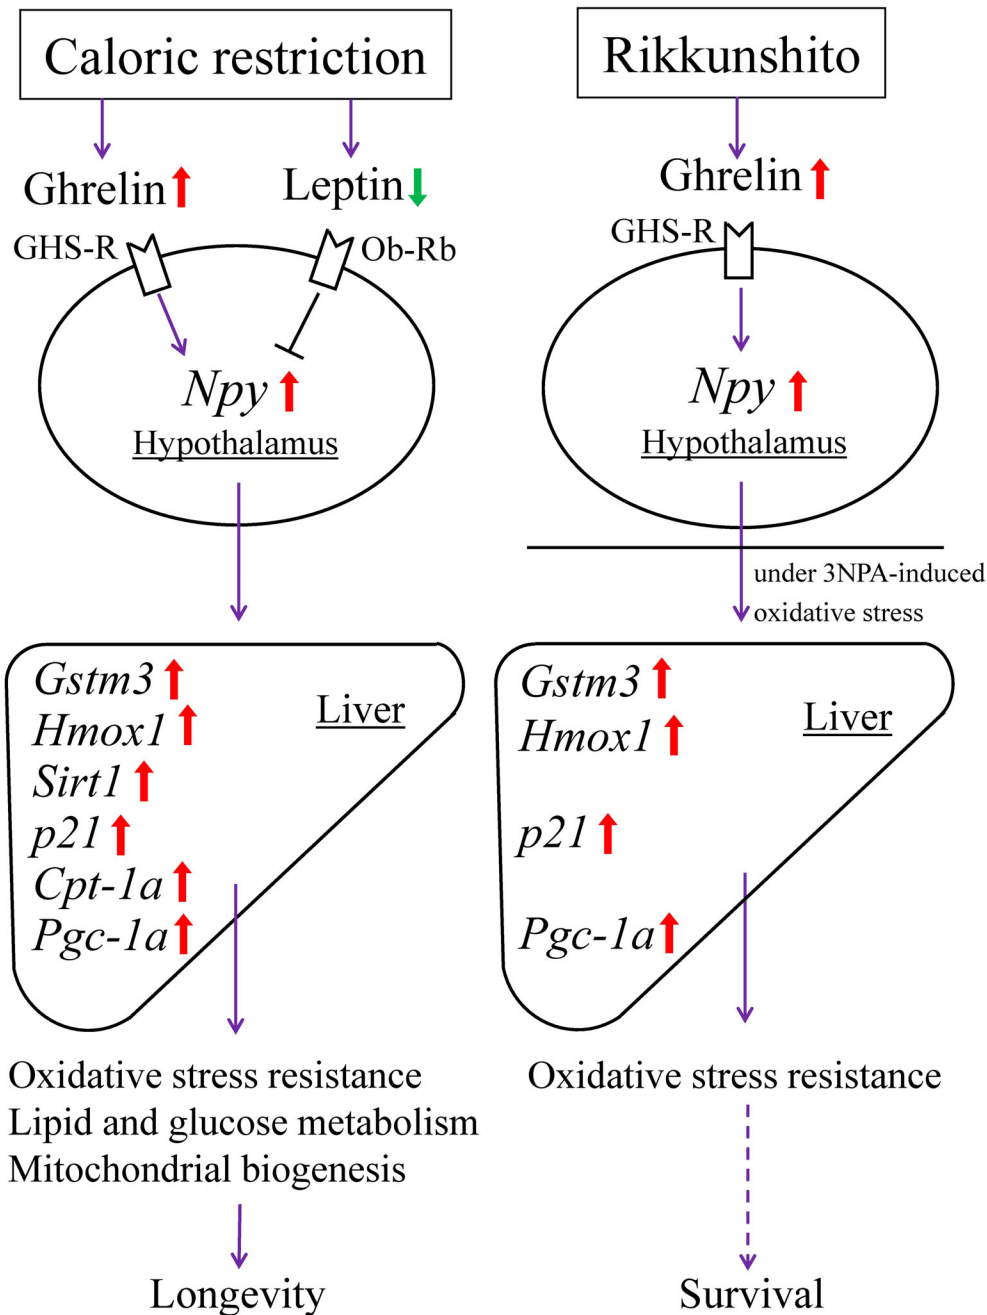 Caloric restriction
Ghrelin
Leptin
GHS-R
Ob-Rb
Npy
Hypothalamus
Gstm3
Hmox1
Sirt1
p21
Cpt-1a
Pgc-1a
Liver
Oxidative stress resistance
Lipid and glucose metabolism
Mitochondrial biogenesis
Longevity
Rikkunshito
Ghrelin
GHS-R
Npy
Hypothalamus
under 3NPA-induced
oxidative stress
Gstm3
Hmox1
p21
Pgc-1a
Liver
Oxidative stress resistance
Survival